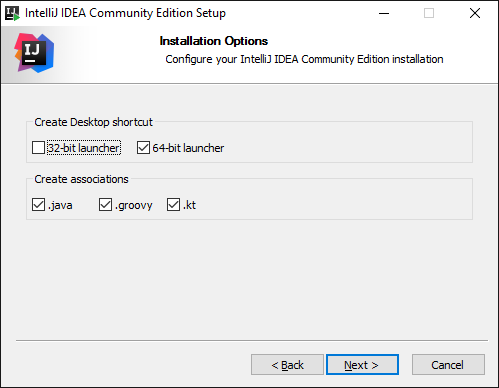 IntelliJ IDEA Community Edition Setup
IJ
Installation Options
Configure your IntelliJ IDEA Community Edition installation
Create Desktop shortcut
32-bit launcher 64-bit launcher
Create associations
.java .groovy .kt
< Back Next > Cancel